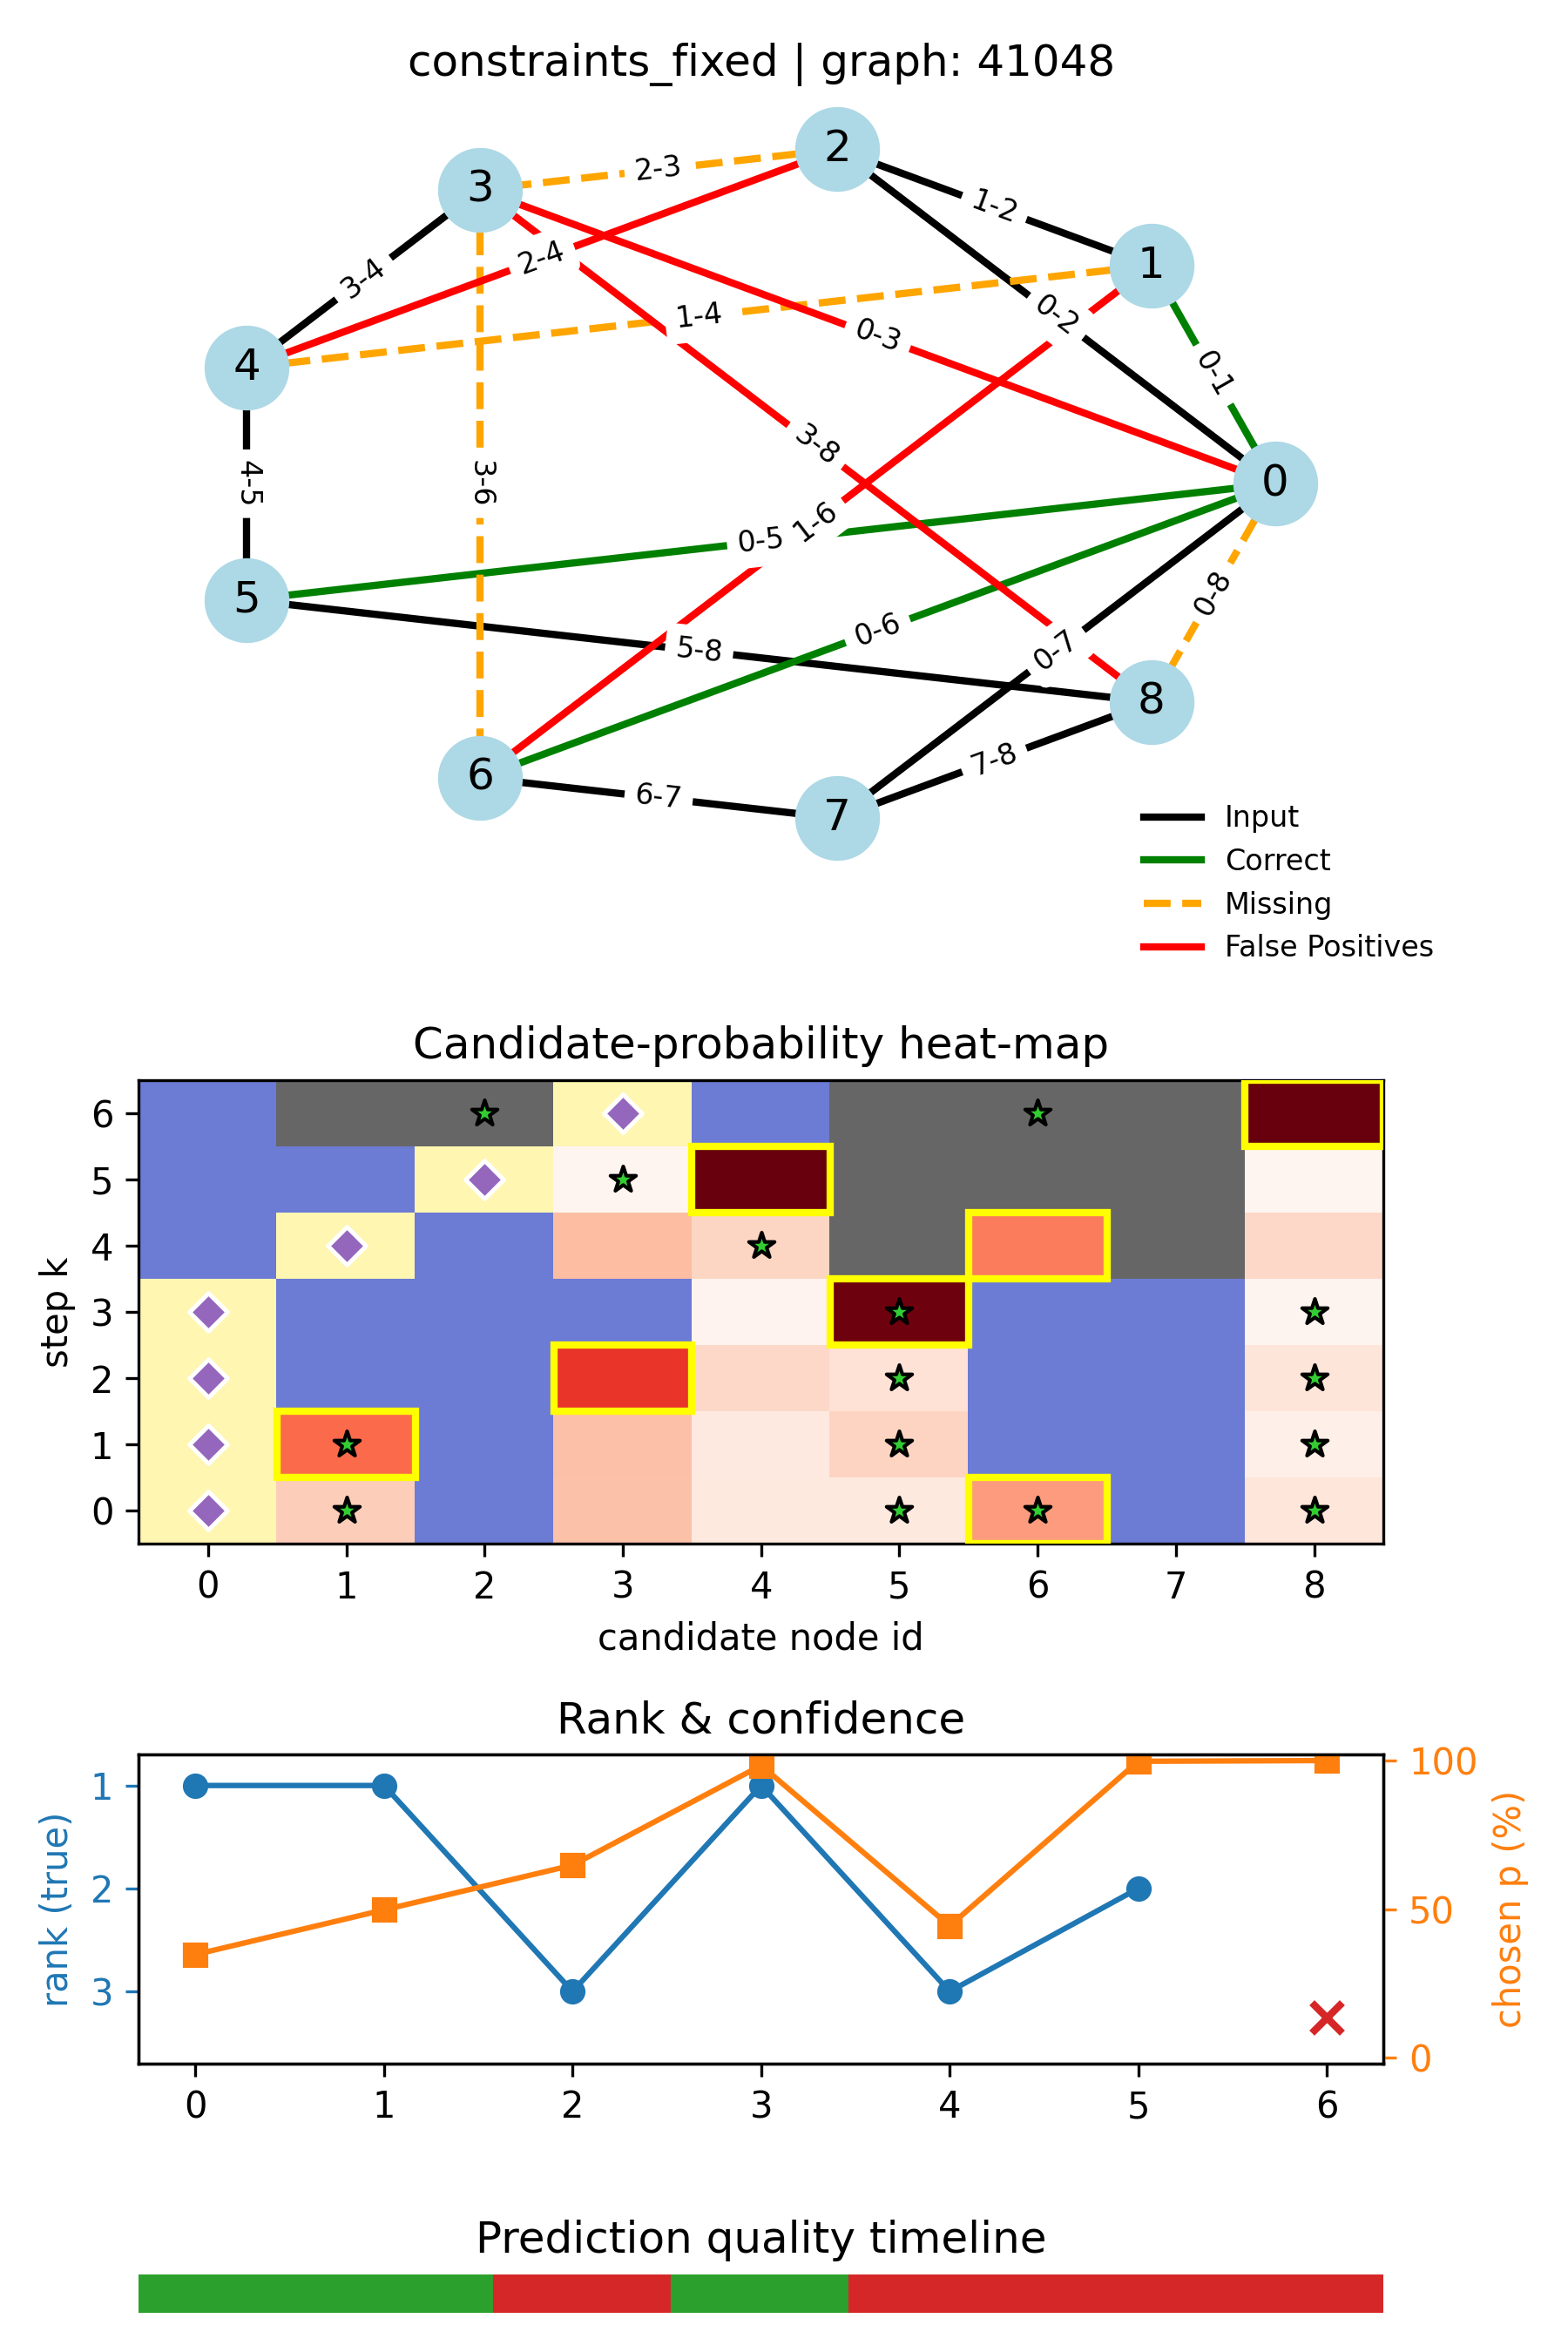 constraints_fixed | graph: 41048
2
3
2-3
1-2
1
2-4
3-4
0-2
1-4
0-3
4
0-1
3-8
4-5
3-6
0
1-6
0-5
5
0-8
0-6
5-8
0-7
8
7-8
6
6-7
7
Input
Correct
Missing
False Positives
Candidate-probability heat-map
6
5
4
3
2
1
0
step k
0 1 2 3 4 5 6 7 8
candidate node id
Rank & confidence
1
2
3
rank (true)
100
50
0
chosen p (%)
0 1 2 3 4 5 6
Prediction quality timeline